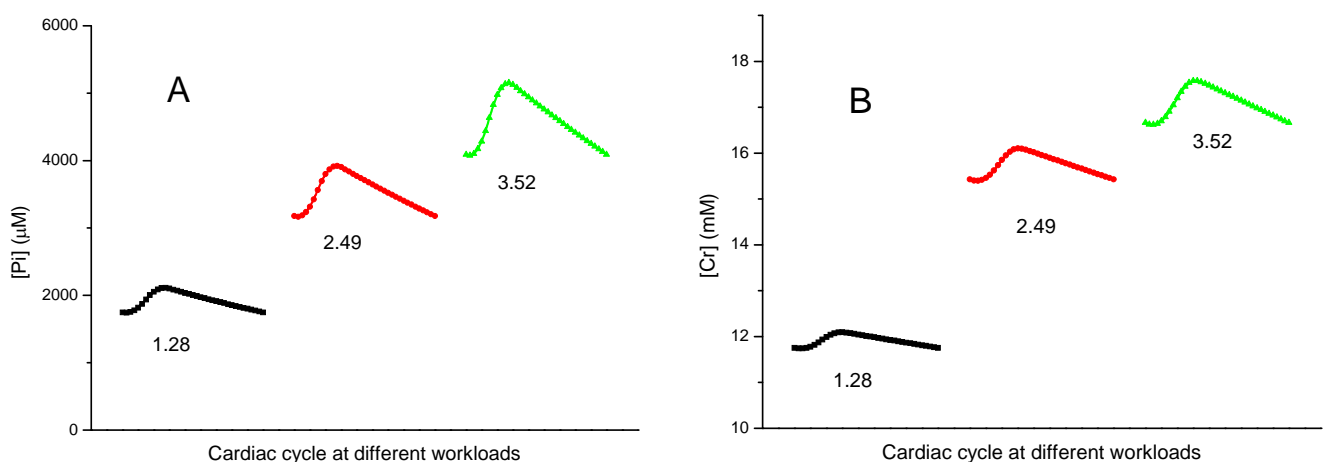 A
[Pi] (μM)
6000
4000
2000
0
1.28
2.49
3.52
Cardiac cycle at different workloads
B
[Cr] (mM)
18
16
14
12
10
1.28
2.49
3.52
Cardiac cycle at different workloads